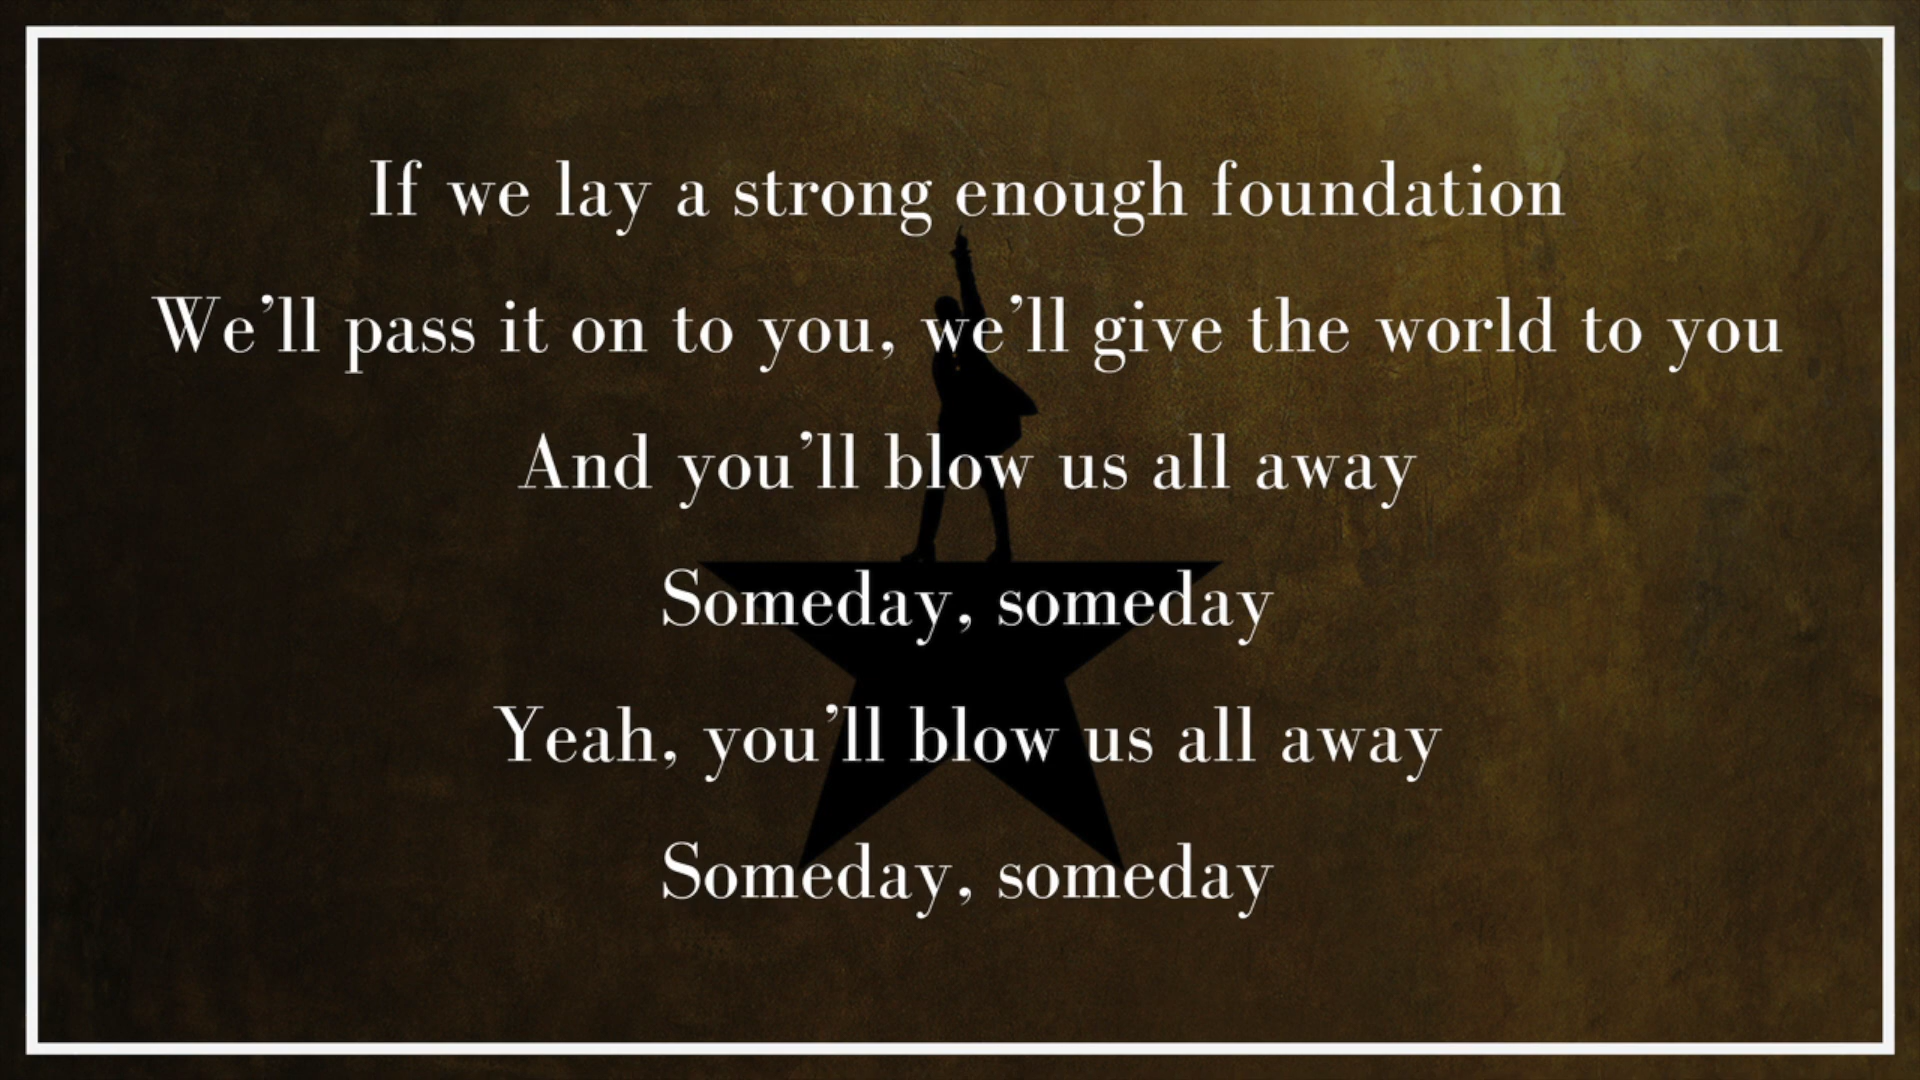 If we lay a strong enough foundation
We’ll pass it on to you, we’ll give the world to you
And you’ll blow us all away
Someday, someday
Yeah, you’ll blow us all away
Someday, someday